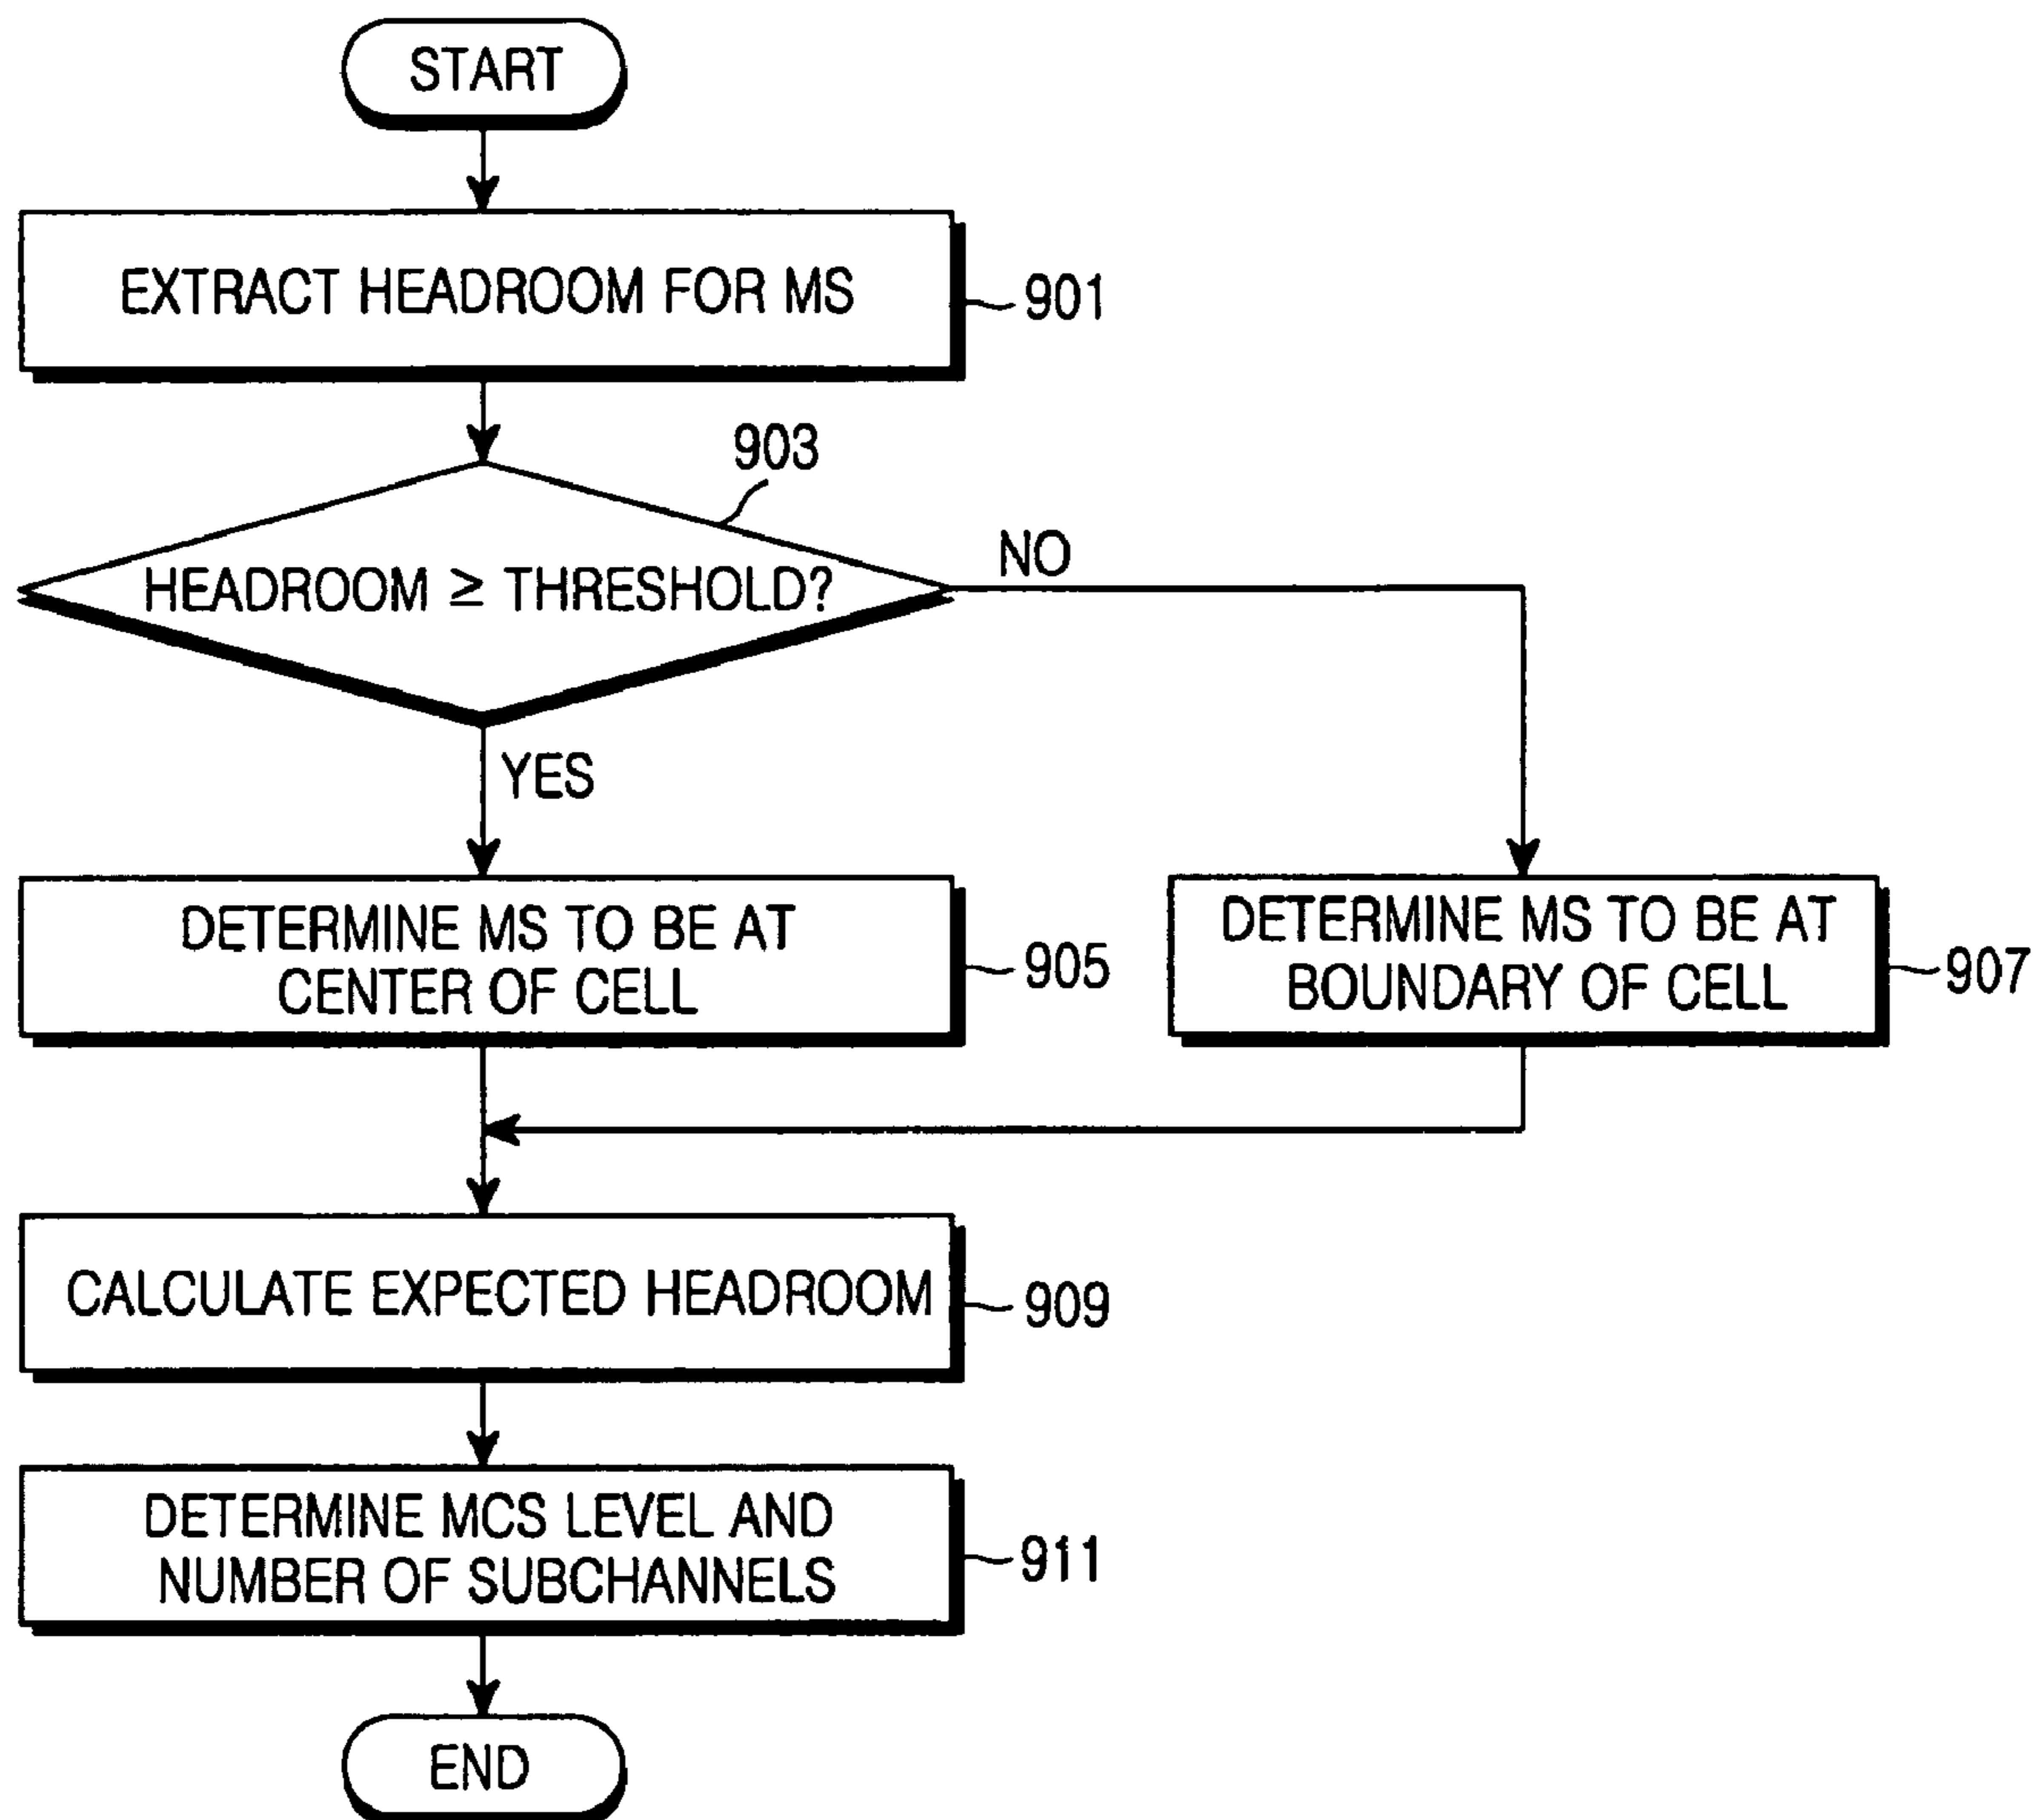 START
EXTRACT HEADROOM FOR MS
901
903
HEADROOM ≥ THRESHOLD?
NO
YES
DETERMINE MS TO BE AT
CENTER OF CELL
905
DETERMINE MS TO BE AT
BOUNDARY OF CELL
907
CALCULATE EXPECTED HEADROOM
909
DETERMINE MCS LEVEL AND
NUMBER OF SUBCHANNELS
911
END